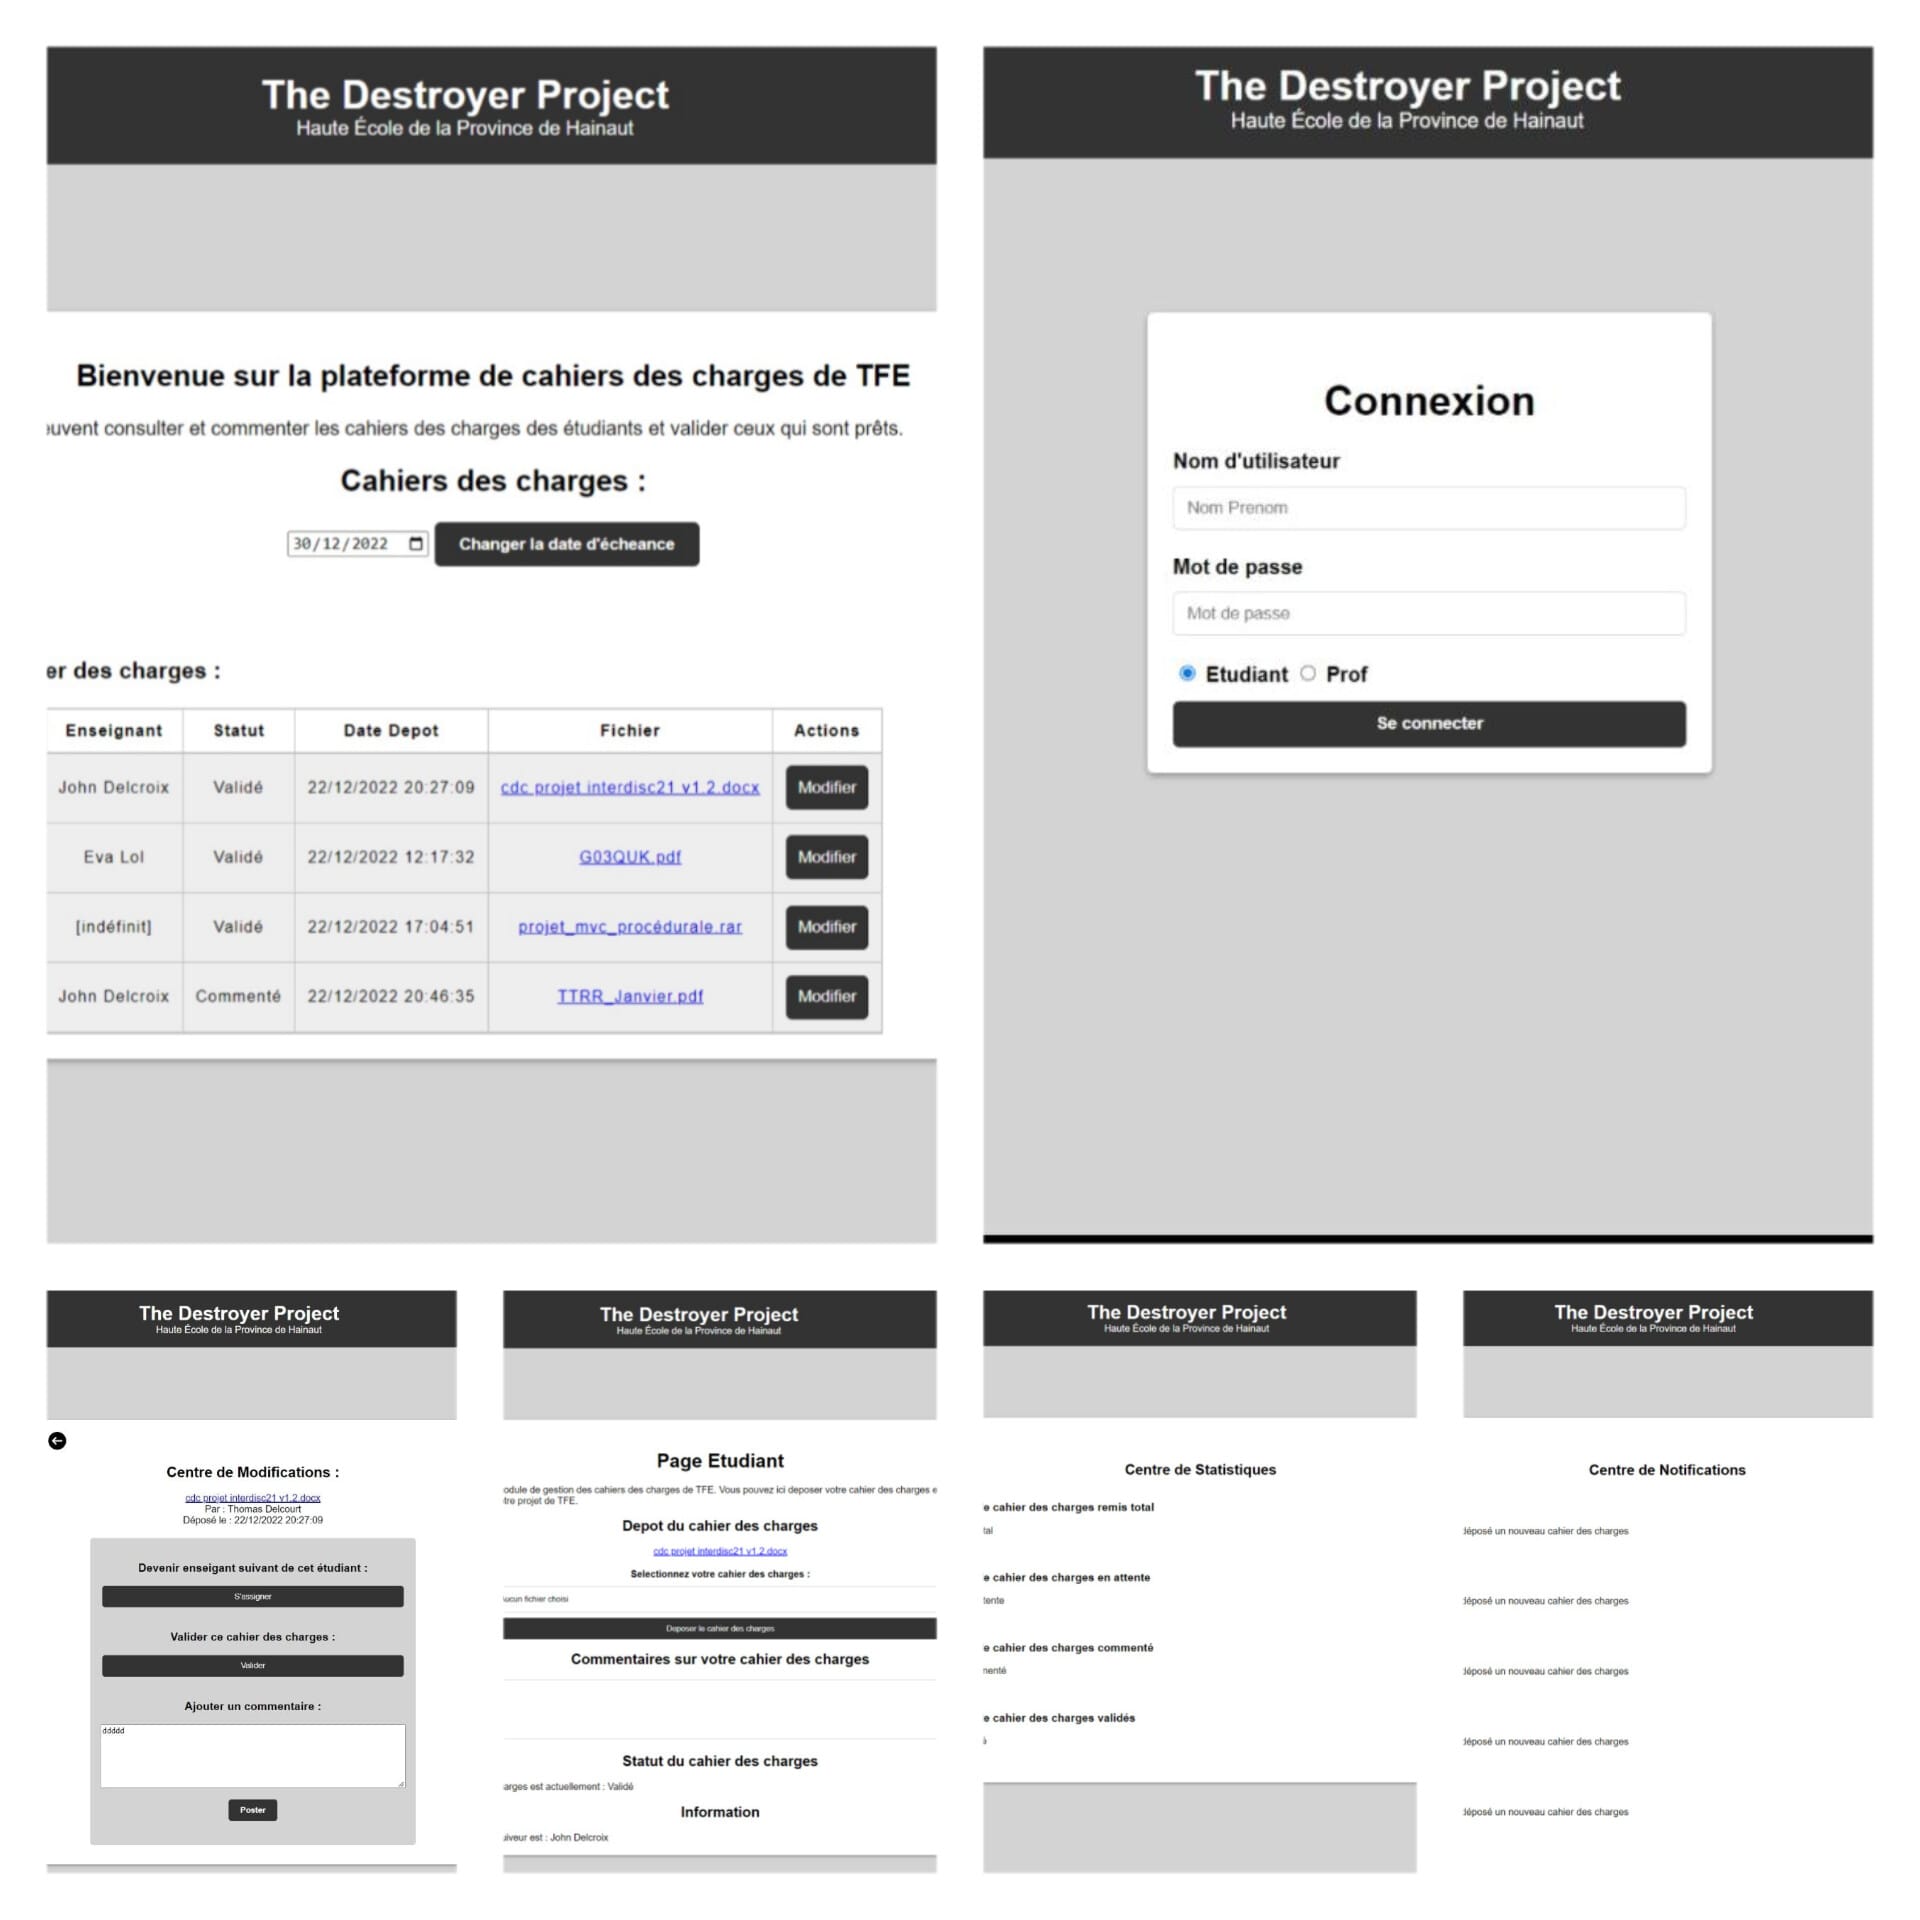 The Destroyer Project
Haute École de la Province de Hainaut
Bienvenue sur la plateforme de cahiers des charges de TFE
consulter et commenter les cahiers des charges des étudiants et valider ceux qui sont prêts.
Cahiers des charges :
30/12/2022 Changer la date d'écheance
des charges :
Enseignant Statut Date Depot Fichier Actions
John Delcroix Validé 22/12/2022 20:27:09 cdc projet interdisc21 v1.2.docx Modifier
Eva Lol Validé 22/12/2022 12:17:32 G03QUK.pdf Modifier
[indéfinit] Validé 22/12/2022 17:04:51 projet_mvc_procédurale.rar Modifier
John Delcroix Commenté 22/12/2022 20:46:35 TTRR_Janvier.pdf Modifier
The Destroyer Project
Haute École de la Province de Hainaut
Connexion
Nom d'utilisateur
Nom Prenom
Mot de passe
Mot de passe
Etudiant Prof
Se connecter
The Destroyer Project
Haute École de la Province de Hainaut
Centre de Modifications :
cdc projet interdisc21 v1.2.docx
Par : Thomas Delcourt
Déposé le : 22/12/2022 20:27:09
Devenir enseigant suivant de cet étudiant :
S'assigner
Valider ce cahier des charges :
Valider
Ajouter un commentaire :
ddddd
Poster
The Destroyer Project
Haute École de la Province de Hainaut
Page Etudiant
de gestion des cahiers des charges de TFE. Vous pouvez ici deposer votre cahier des charges
projet de TFE.
Depot du cahier des charges
cdc projet interdisc21 v1.2.docx
Selectionnez votre cahier des charges :
fichier choisi
Deposer le cahier des charges
Commentaires sur votre cahier des charges
Statut du cahier des charges
est actuellement : Validé
Information
est : John Delcroix
The Destroyer Project
Haute École de la Province de Hainaut
Centre de Statistiques
cahier des charges remis total
cahier des charges en attente
cahier des charges commenté
cahier des charges validés
The Destroyer Project
Haute École de la Province de Hainaut
Centre de Notifications
déposé un nouveau cahier des charges
déposé un nouveau cahier des charges
déposé un nouveau cahier des charges
déposé un nouveau cahier des charges
déposé un nouveau cahier des charges